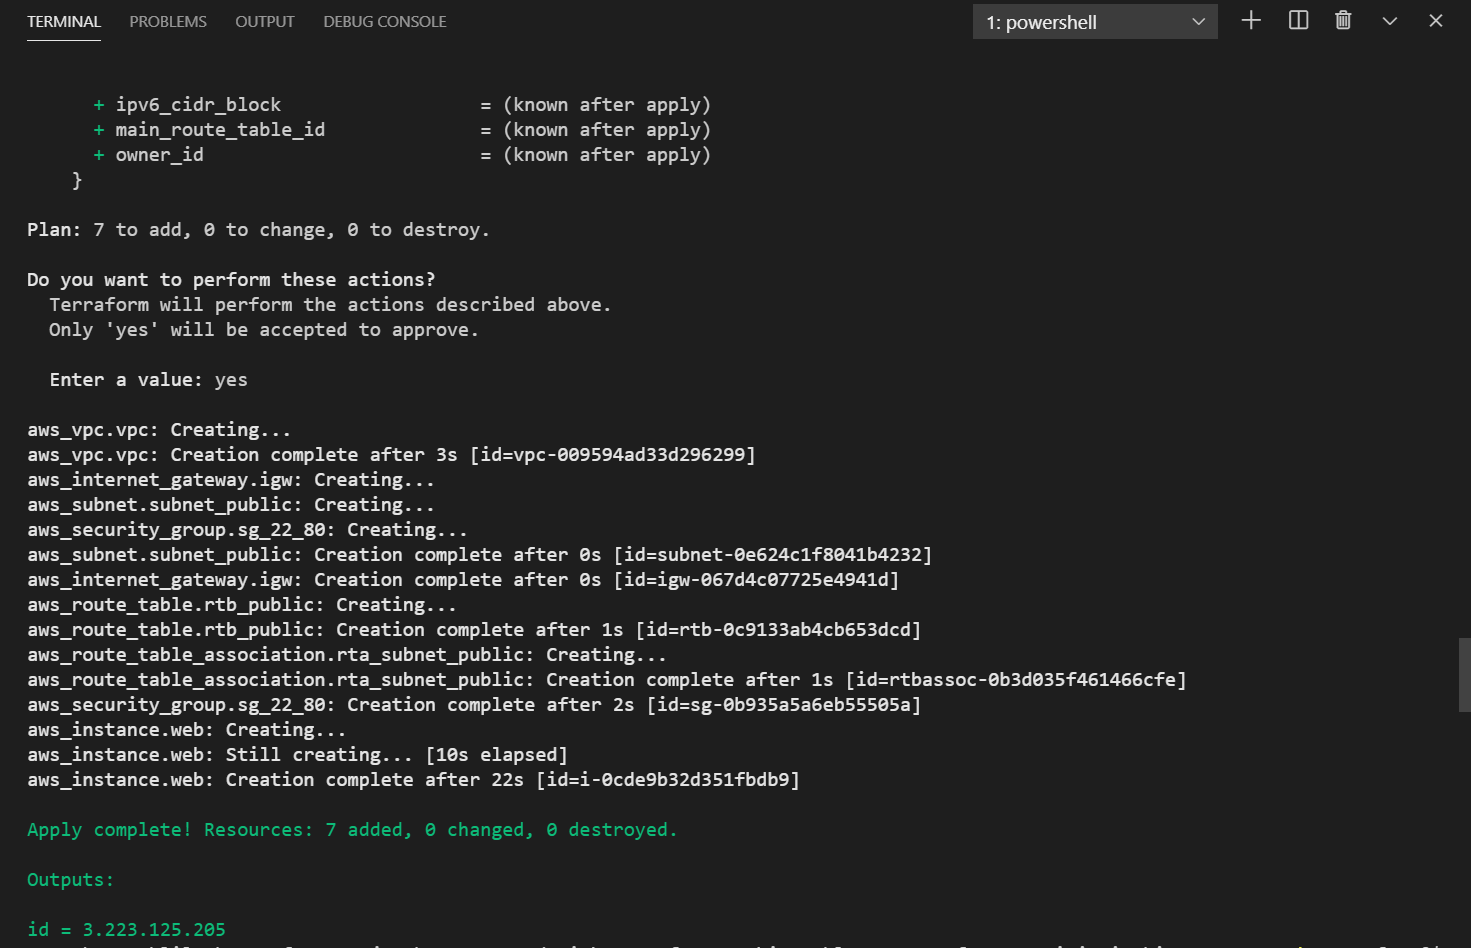 TERMINAL PROBLEMS OUTPUT DEBUG CONSOLE 1: powershell
+ ipv6_cidr_block = (known after apply)
+ main_route_table_id = (known after apply)
+ owner_id = (known after apply)
}
Plan: 7 to add, 0 to change, 0 to destroy.
Do you want to perform these actions?
Terraform will perform the actions described above.
Only 'yes' will be accepted to approve.
Enter a value: yes
aws_vpc.vpc: Creating...
aws_vpc.vpc: Creation complete after 3s [id=vpc-009594ad33d296299]
aws_internet_gateway.igw: Creating...
aws_subnet.subnet_public: Creating...
aws_security_group.sg_22_80: Creating...
aws_subnet.subnet_public: Creation complete after 0s [id=subnet-0e624c1f8041b4232]
aws_internet_gateway.igw: Creation complete after 0s [id=igw-067d4c07725e4941d]
aws_route_table.rtb_public: Creating...
aws_route_table.rtb_public: Creation complete after 1s [id=rtb-0c9133ab4cb653dcd]
aws_route_table_association.rta_subnet_public: Creating...
aws_route_table_association.rta_subnet_public: Creation complete after 1s [id=rtbassoc-0b3d035f461466cfe]
aws_security_group.sg_22_80: Creation complete after 2s [id=sg-0b935a5a6eb55505a]
aws_instance.web: Creating...
aws_instance.web: Still creating... [10s elapsed]
aws_instance.web: Creation complete after 22s [id=i-0cde9b32d351fbdb9]
Apply complete! Resources: 7 added, 0 changed, 0 destroyed.
Outputs:
id = 3.223.125.205